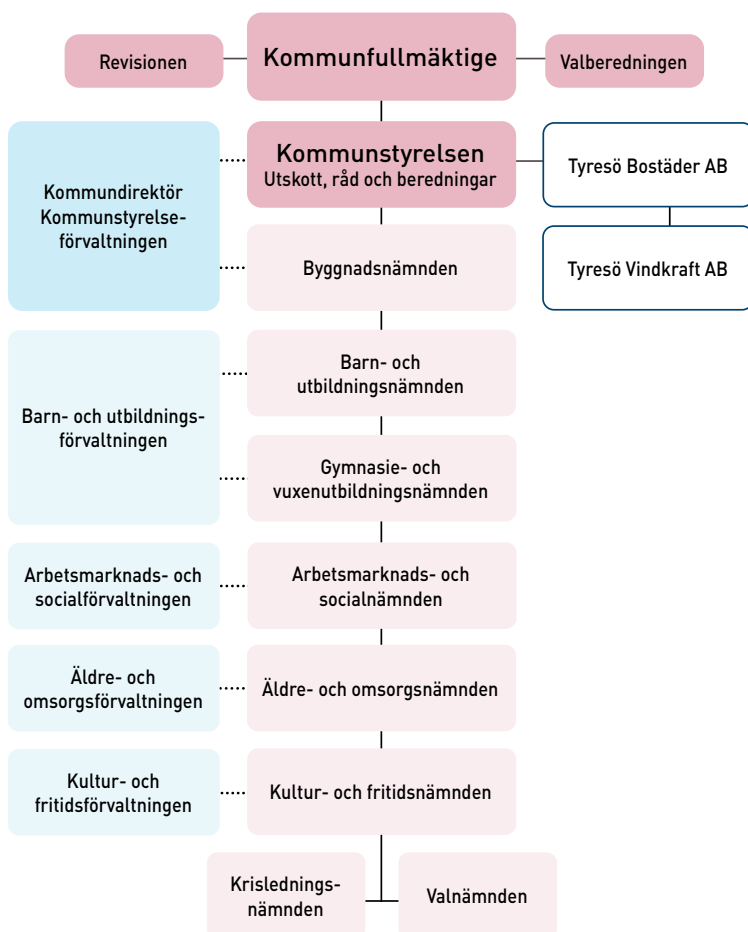 Revisionen
Kommunfullmäktige
Valberedningen
Kommundirektör
Kommunstyrelse-
förvaltningen
Kommunstyrelsen
Utskott, råd och beredningar
Tyresö Bostäder AB
Byggnadsnämnden
Tyresö Vindkraft AB
Barn- och utbildnings-
förvaltningen
Barn- och
utbildningsnämnden
Gymnasie- och
vuxenutbildningsnämnden
Arbetsmarknads- och
socialförvaltningen
Arbetsmarknads- och
socialnämnden
Äldre- och
omsorgsförvaltningen
Äldre- och omsorgsnämnden
Kultur- och
fritidsförvaltningen
Kultur- och fritidsnämnden
Krislednings-
nämnden
Valnämnden